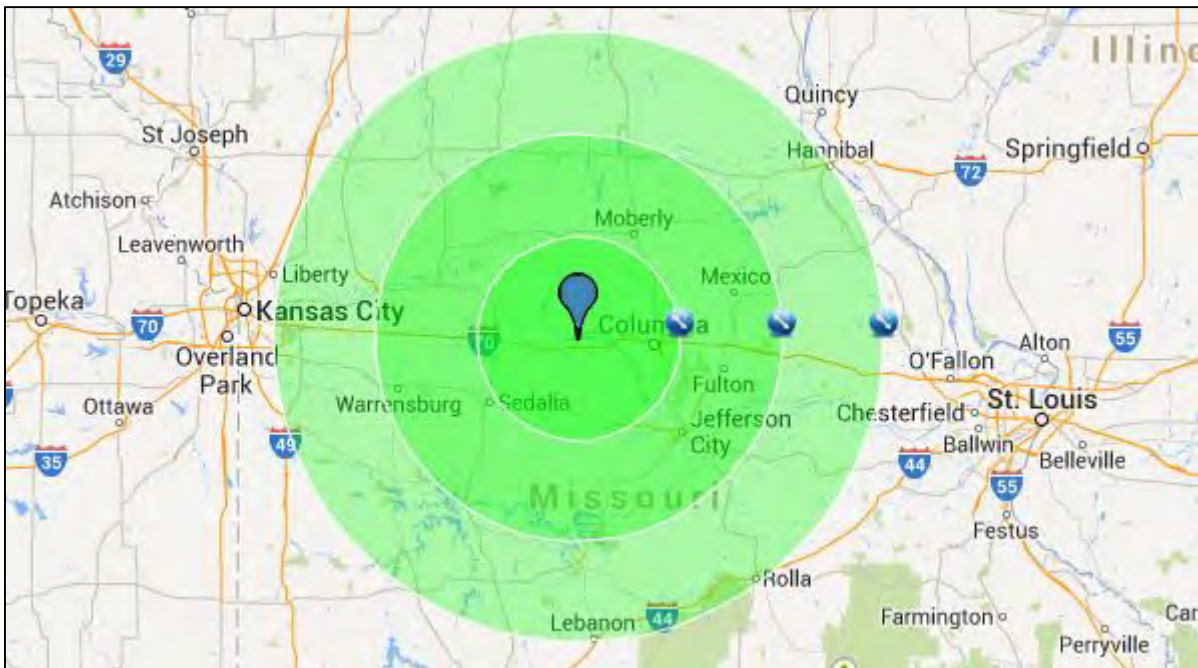 Illino
29
Quincy
St Joseph
Hannibal
Springfield
72
Atchison
Moberly
Leavenworth
Liberty
Mexico
Topeka
Kansas City
70
70
Columbia
55
Overland
Park
O'Fallon
Alton
Fulton
Warrensburg
Sedalia
Ottawa
Chesterfield
St. Louis
Jefferson
City
49
Ballwin
Belleville
35
44
55
Missouri
Festus
Rolla
Lebanon
44
Farmington
Car
Perryville